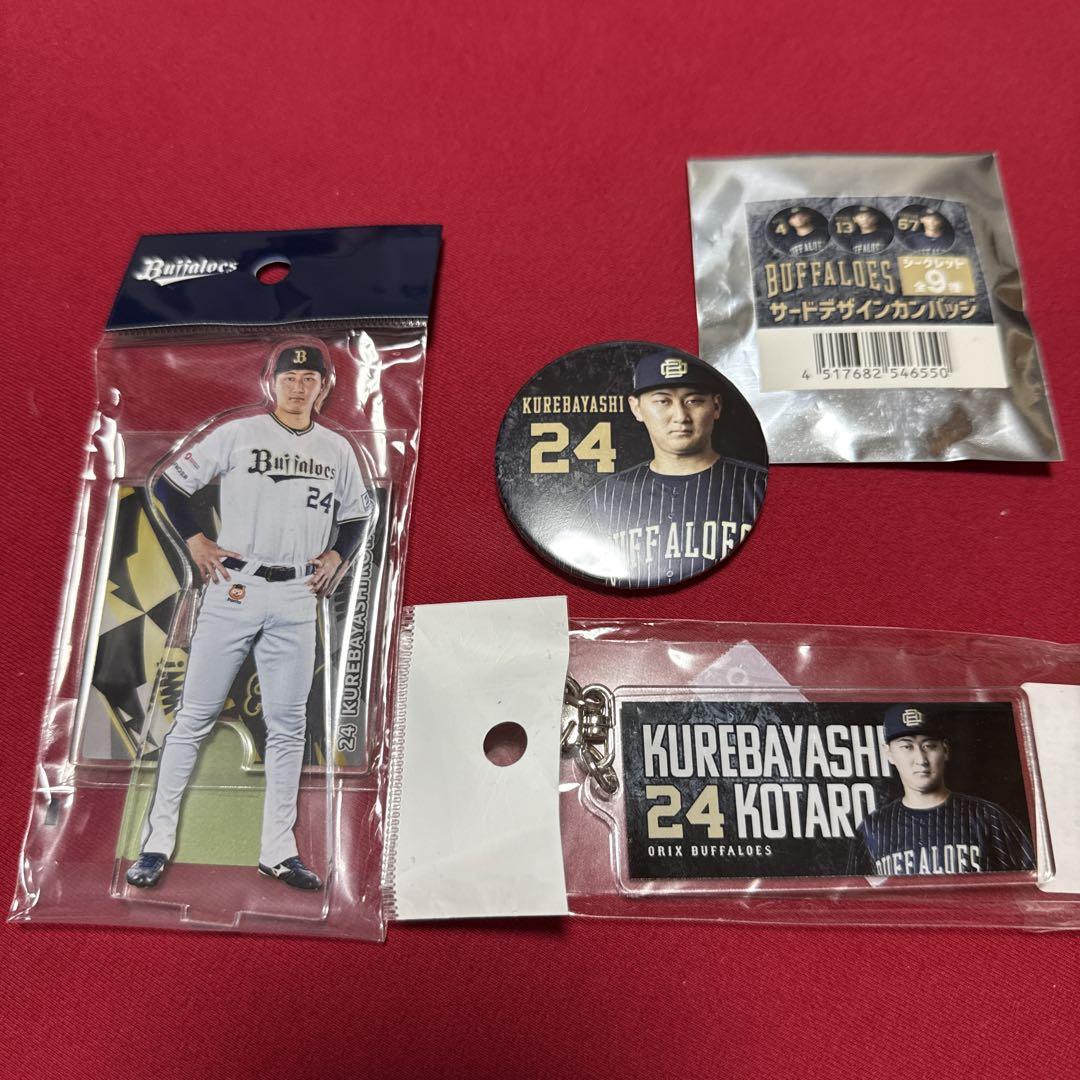 Buffaloes
Buffaloes
24
24 KUREBAYASHI KO
KUREBAYASHI
24
BUFFALOES
4
13
67
BUFFALOES
シークレット
全9種
サードデザインカンバッジ
4 517682 546550
KUREBAYASHI
24 KOTARO
ORIX BUFFALOES
BUFFALOES